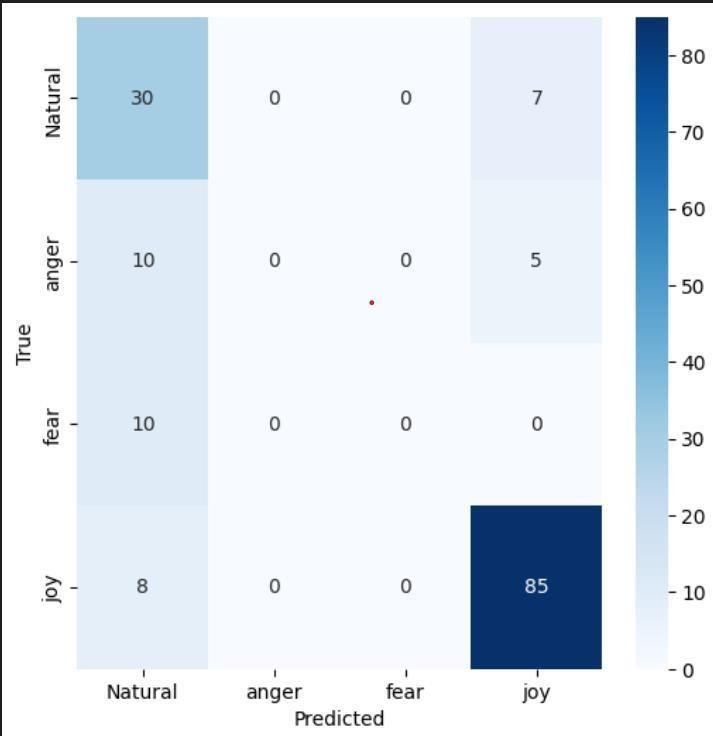 Natural 30 0 0 7
anger 10 0 0 5
fear 10 0 0 0
joy 8 0 0 85
Natural anger fear joy
Predicted
True
80
70
60
50
40
30
20
10
0